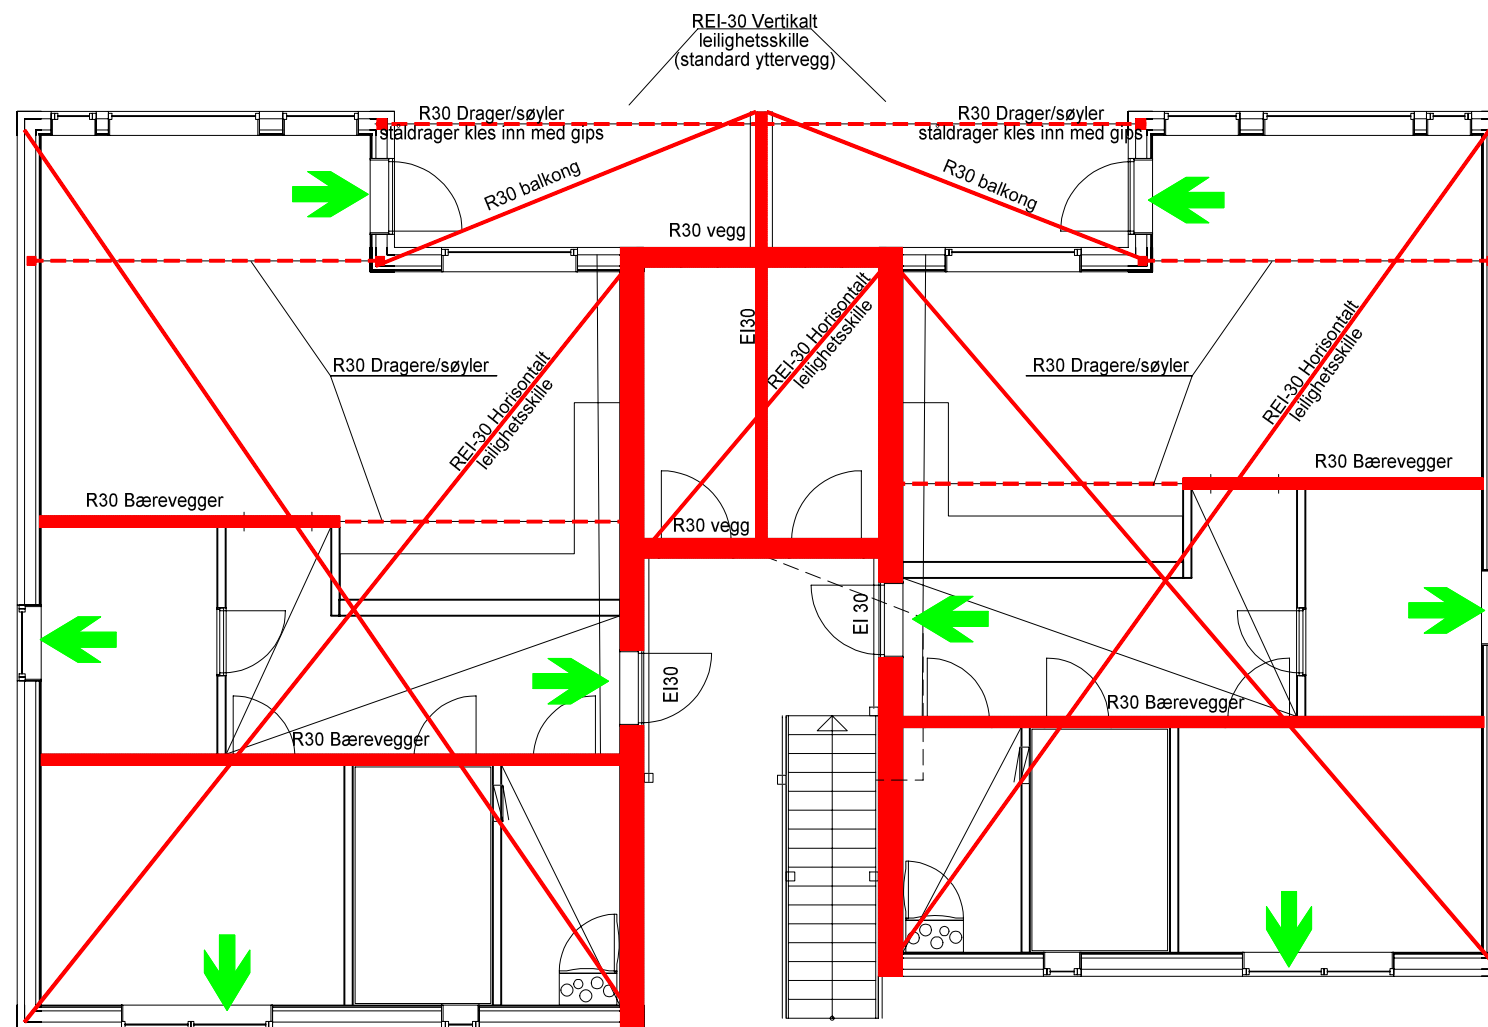 REI-30 Vertikalt
leilighetsskille
(standard yttervegg)
R30 Drager/søyler
ståldrager kles inn med gips
R30 Drager/søyler
ståldrager kles inn med gips
R30 balkong
R30 balkong
R30 vegg
EI30
REI-30 Horisontalt
leilighetsskille
R30 Dragere/søyler
REI-30 Horisontalt
leilighetsskille
R30 Dragere/søyler
REI-30 Horisontalt
leilighetsskille
R30 Bærevegger
R30 Bærevegger
R30 vegg
EI 30
EI30
R30 Bærevegger
R30 Bærevegger